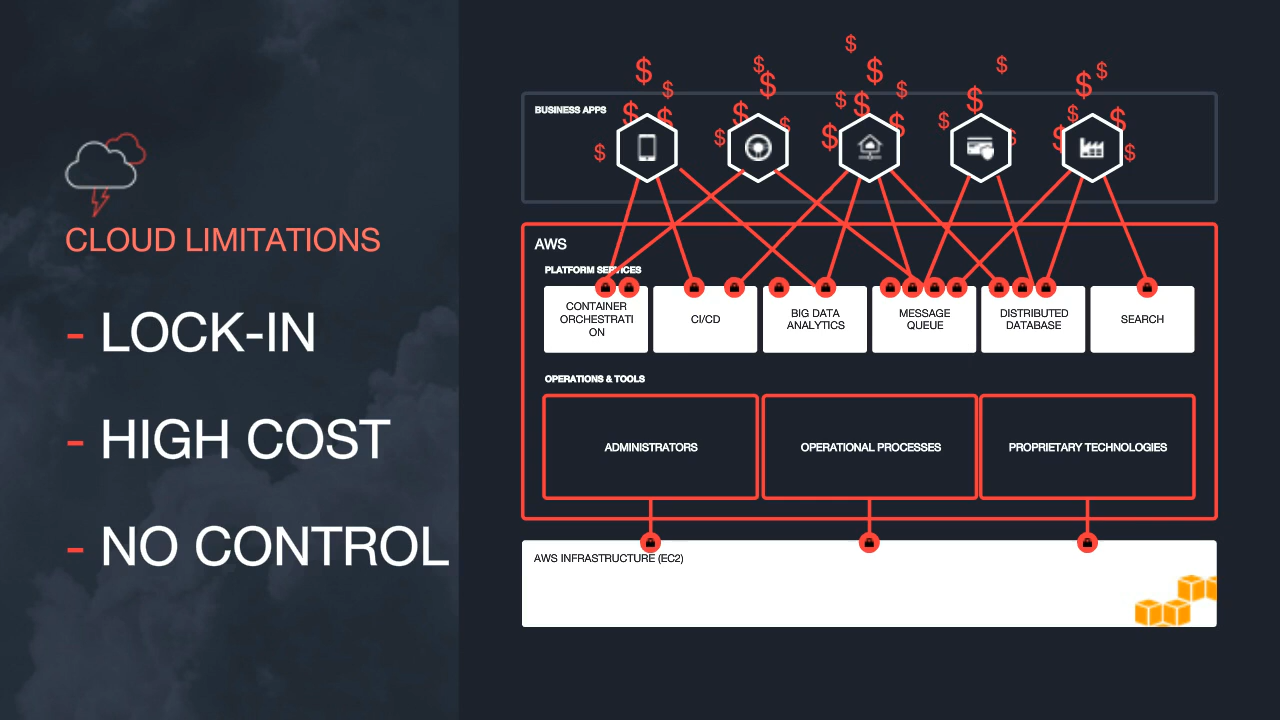 CLOUD LIMITATIONS
- LOCK-IN
- HIGH COST
- NO CONTROL
BUSINESS APPS
AWS
PLATFORM SERVICES
CONTAINER
ORCHESTRATI
ON
CI/CD
BIG DATA
ANALYTICS
MESSAGE
QUEUE
DISTRIBUTED
DATABASE
SEARCH
OPERATIONS & TOOLS
ADMINISTRATORS
OPERATIONAL PROCESSES
PROPRIETARY TECHNOLOGIES
AWS INFRASTRUCTURE (EC2)